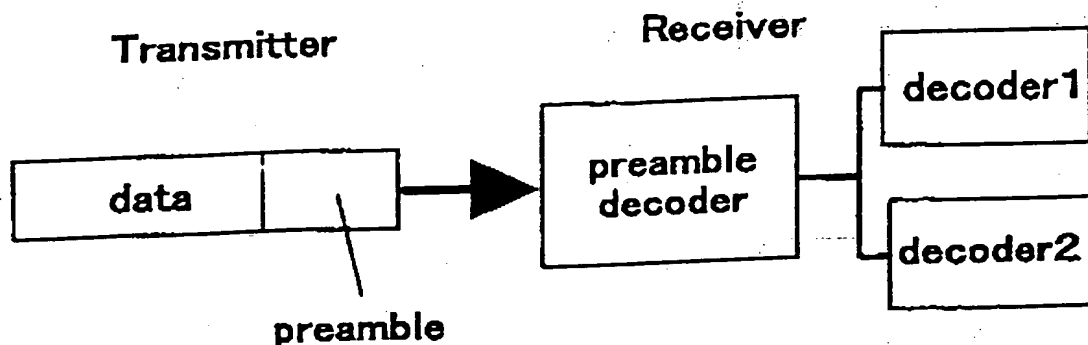 Transmitter
Receiver
data
preamble
preamble
decoder
decoder1
decoder2